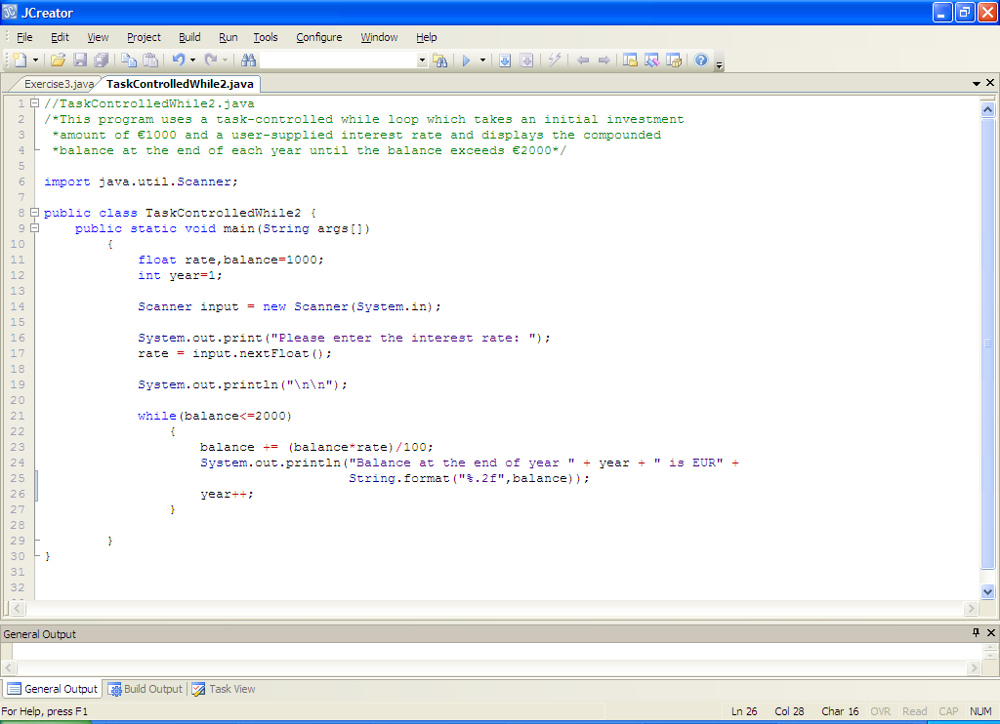 JCreator
File Edit View Project Build Run Tools Configure Window Help
Exercise3.java TaskControlledWhile2.java
1 //TaskControlledWhile2.java
2 /*This program uses a task-controlled while loop which takes an initial investment
3 *amount of €1000 and a user-supplied interest rate and displays the compounded
4 *balance at the end of each year until the balance exceeds €2000*/
5
6 import java.util.Scanner;
7
8 public class TaskControlledWhile2 {
9 public static void main(String args[])
10 {
11 float rate,balance=1000;
12 int year=1;
13
14 Scanner input = new Scanner(System.in);
15
16 System.out.print("Please enter the interest rate: ");
17 rate = input.nextFloat();
18
19 System.out.println("\n\n");
20
21 while(balance<=2000)
22 {
23 balance += (balance*rate)/100;
24 System.out.println("Balance at the end of year " + year + " is EUR" +
25 String.format("%.2f",balance));
26 year++;
27 }
28
29 }
30 }
31
32
General Output
General Output Build Output Task View
For Help, press F1 Ln 26 Col 28 Char 16 OVR Read CAP NUM